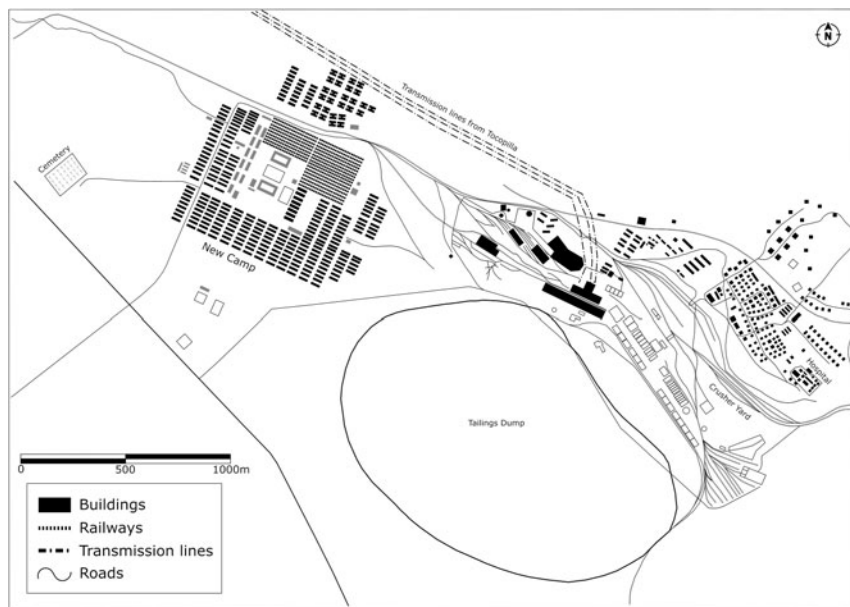 N
Transmission lines from Tocopilla
Cemetery
New Camp
Hospital
Crusher Yard
Tailings Dump
0 500 1000m
Buildings
Railways
Transmission lines
Roads